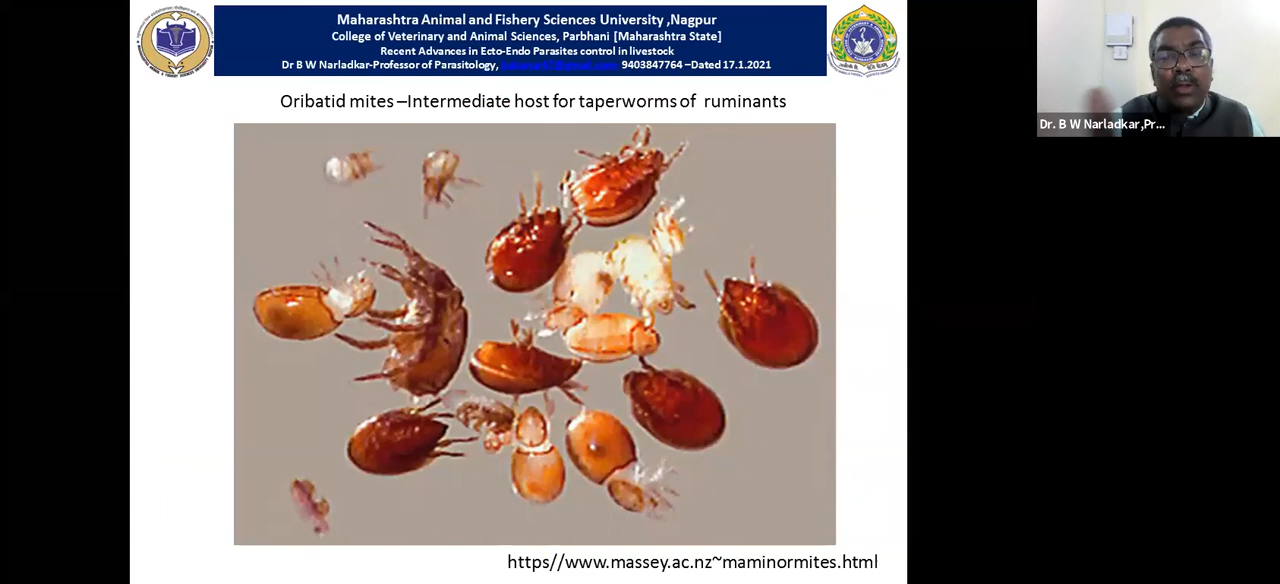 Maharashtra Animal and Fishery Sciences University ,Nagpur
College of Veterinary and Animal Sciences, Parbhani [Maharashtra State]
Recent Advances in Ecto-Endo Parasites control in livestock
Dr B W Narladkar-Professor of Parasitology, 9403847764 –Dated 17.1.2021
Oribatid mites –Intermediate host for taperworms of ruminants
Dr. B W Narladkar,Pr...
https//www.massey.ac.nz~maminormites.html